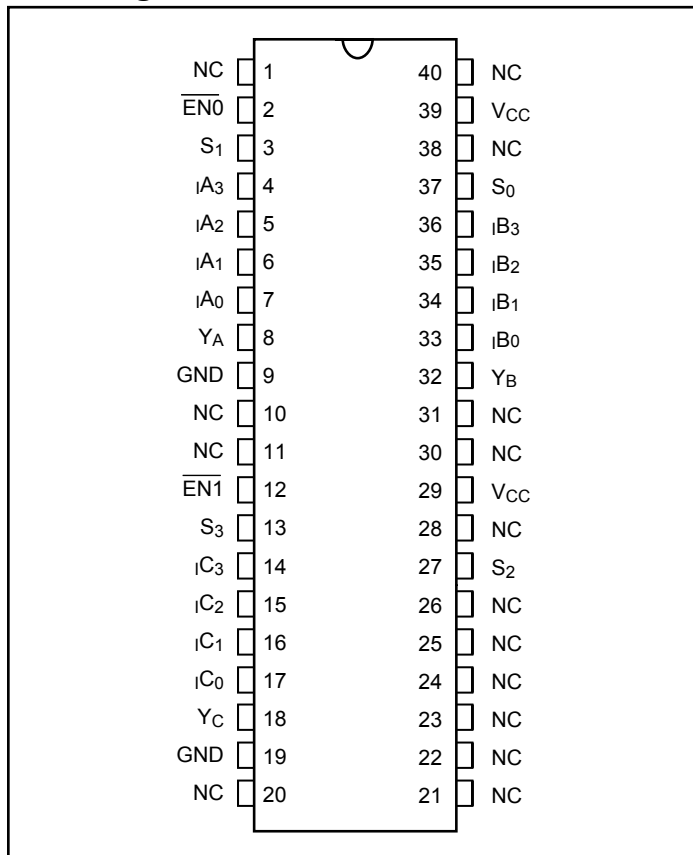 NC 1 40 NC
E̅N̅0̅ 2 39 VCC
S1 3 38 NC
IA3 4 37 S0
IA2 5 36 IB3
IA1 6 35 IB2
IA0 7 34 IB1
YA 8 33 IB0
GND 9 32 YB
NC 10 31 NC
NC 11 30 NC
E̅N̅1̅ 12 29 VCC
S3 13 28 NC
IC3 14 27 S2
IC2 15 26 NC
IC1 16 25 NC
IC0 17 24 NC
YC 18 23 NC
GND 19 22 NC
NC 20 21 NC